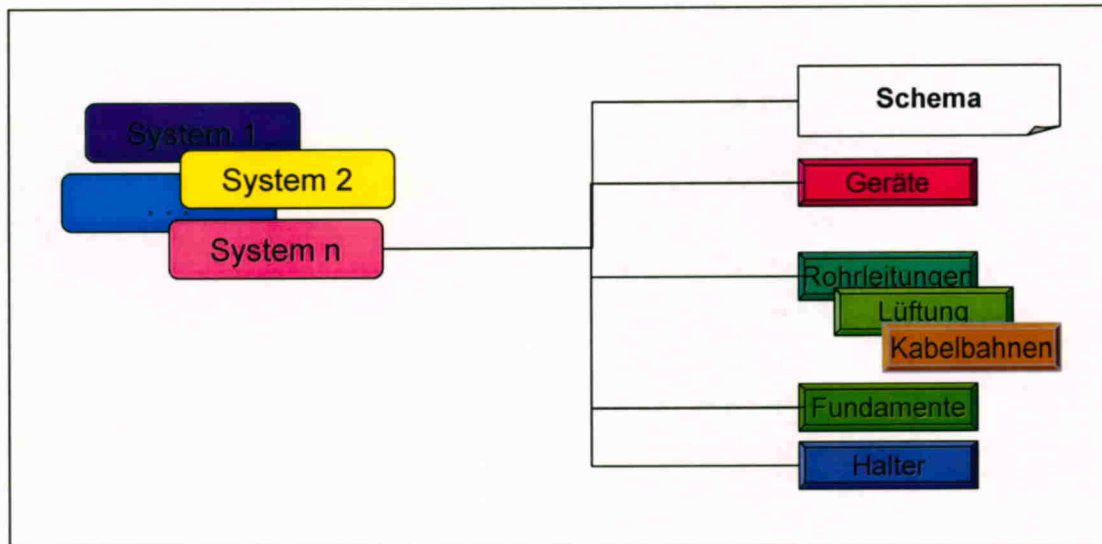 System 1
System 2
...
System n
Schema
Geräte
Rohrleitungen
Lüftung
Kabelbahnen
Fundamente
Halter